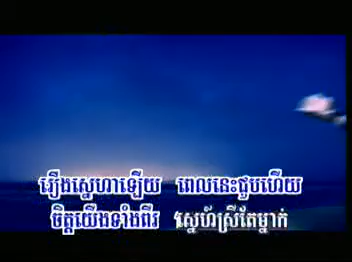 រឿងស្នេហាឡើយ ពេលនេះជួបហើយ
ចិត្តយើងទាំងពីរ ស្នេហ៍ស្រីតែម្នាក់